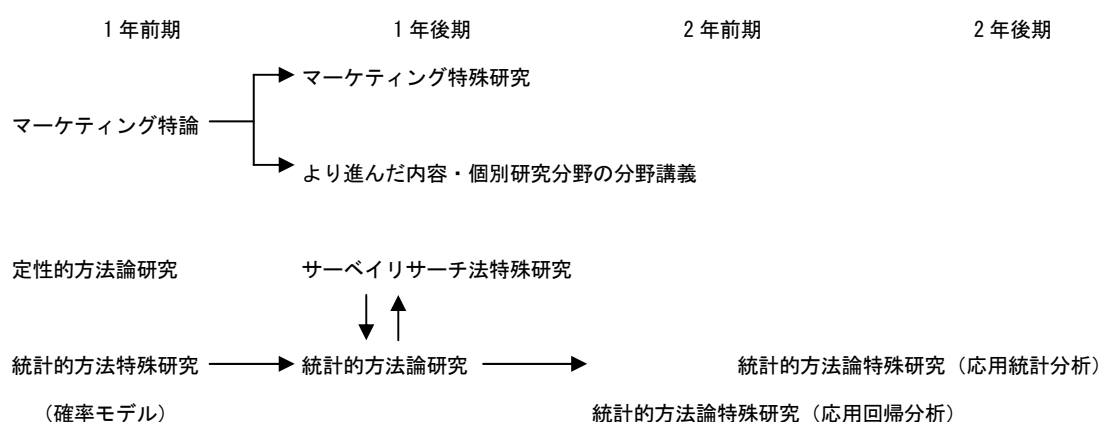 1 年前期 1 年後期 2 年前期 2 年後期
マーケティング特殊研究
マーケティング特論
より進んだ内容・個別研究分野の分野講義
定性的方法論研究 サーベイリサーチ法特殊研究
統計的方法特殊研究 統計的方法論研究 統計的方法論特殊研究（応用統計分析）
（確率モデル） 統計的方法論特殊研究（応用回帰分析）